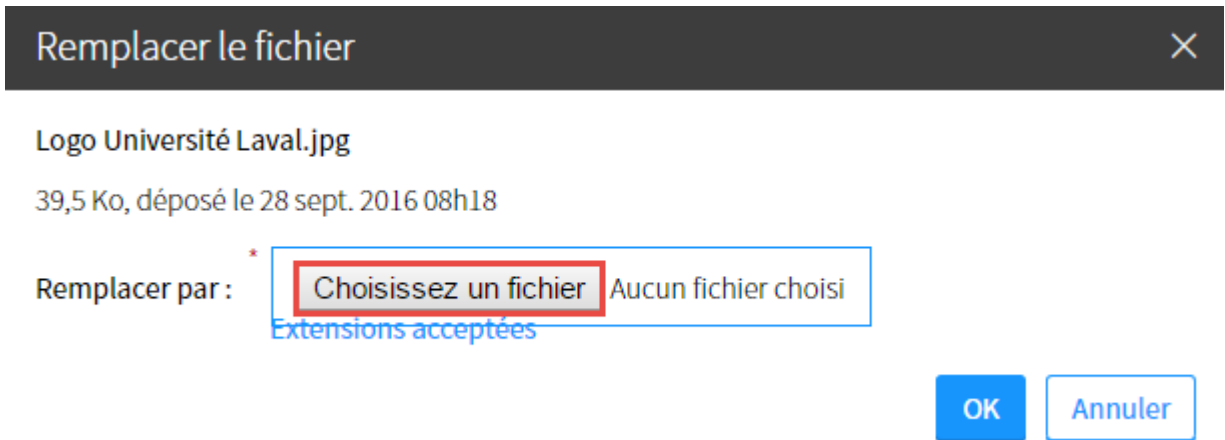 Remplacer le fichier
Logo Université Laval.jpg
39,5 Ko, déposé le 28 sept. 2016 08h18
*
Remplacer par : Choisissez un fichier Aucun fichier choisi
Extensions acceptées
OK Annuler